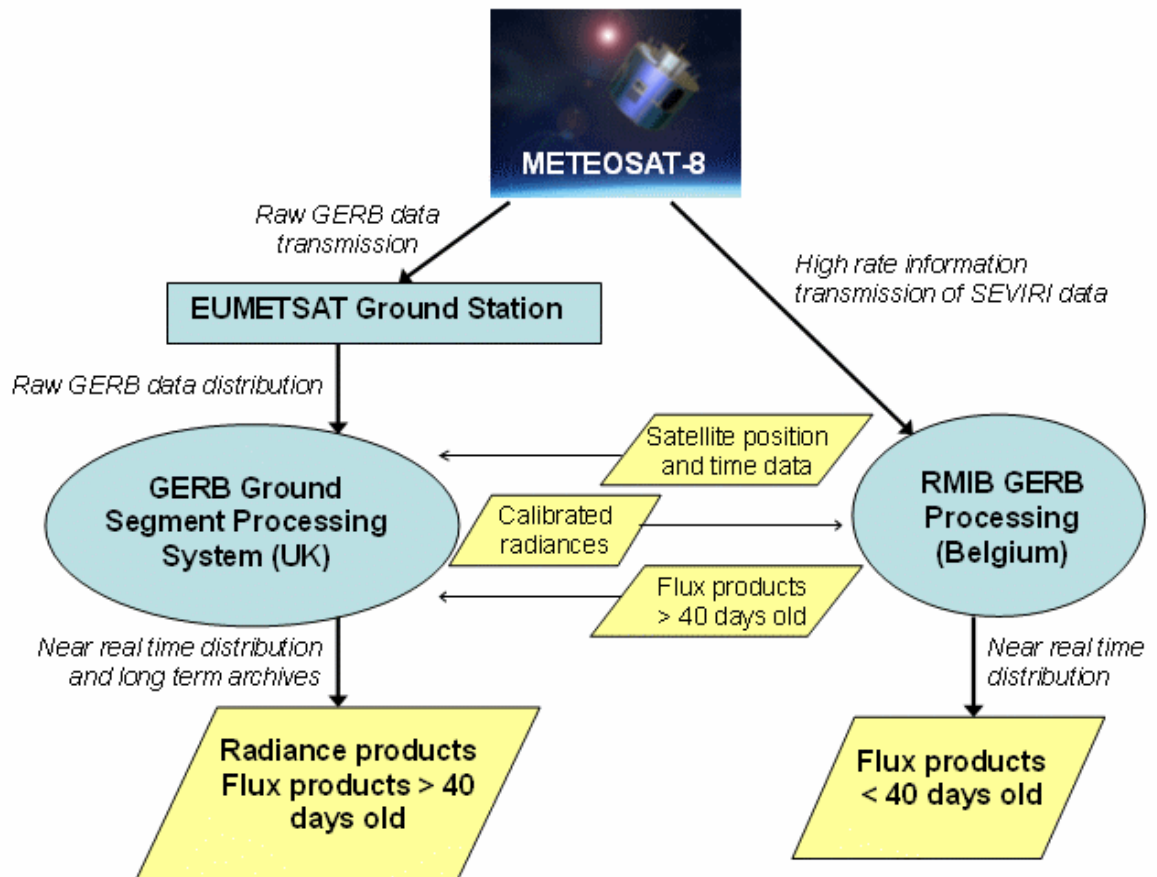 METEOSAT-8
Raw GERB data
transmission
High rate information
transmission of SEVIRI data
EUMETSAT Ground Station
Raw GERB data distribution
Satellite position
and time data
GERB Ground
Segment Processing
System (UK)
Calibrated
radiances
RMIB GERB
Processing
(Belgium)
Flux products
> 40 days old
Near real time distribution
and long term archives
Near real time
distribution
Radiance products
Flux products > 40
days old
Flux products
< 40 days old